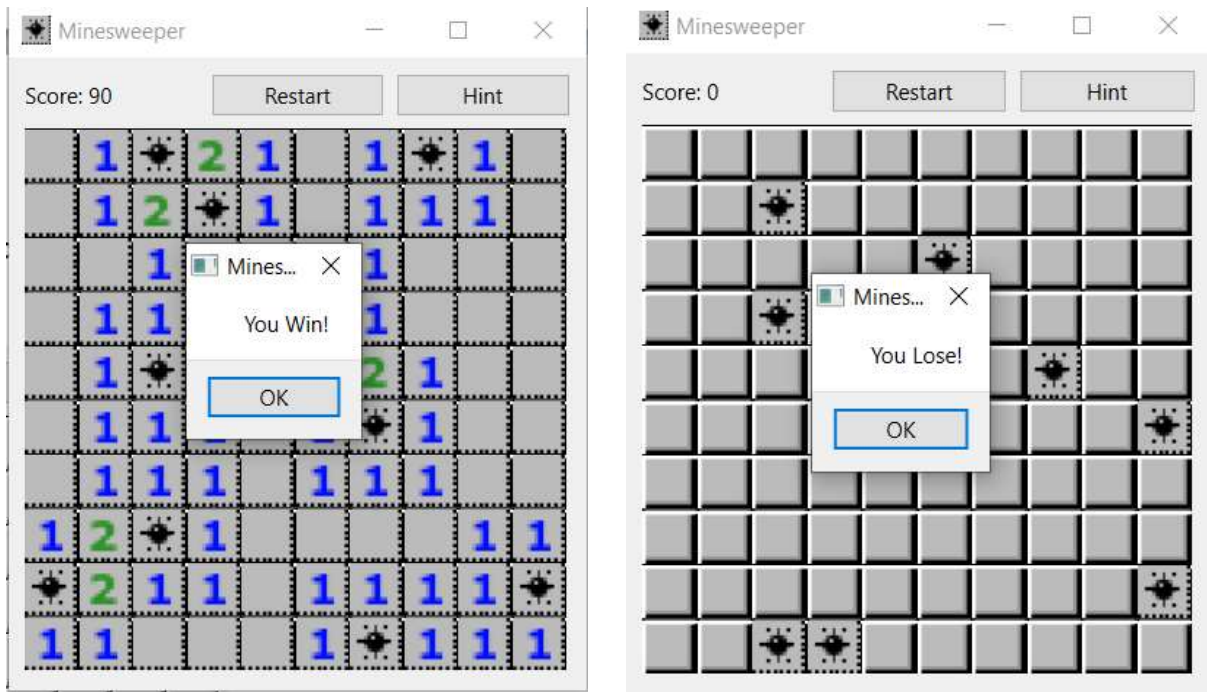 Minesweeper
Score: 90 Restart Hint
1 2 1 1 1
1 2 1 1 1 1
1 1
1 1 1
1 2 1
1 1 1
1 1 1 1 1 1
1 2 1 1 1
2 1 1 1 1 1 1
1 1 1 1 1 1
Mines...
You Win!
OK
Minesweeper
Score: 0 Restart Hint
Mines...
You Lose!
OK